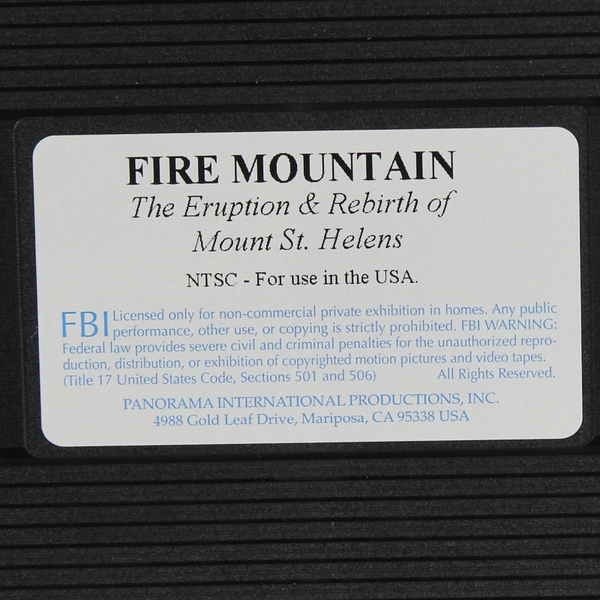 FIRE MOUNTAIN
The Eruption & Rebirth of
Mount St. Helens
NTSC - For use in the USA.
FBI Licensed only for non-commercial private exhibition in homes. Any public
performance, other use, or copying is strictly prohibited. FBI WARNING:
Federal law provides severe civil and criminal penalties for the unauthorized repro-
duction, distribution, or exhibition of copyrighted motion pictures and video tapes.
(Title 17 United States Code, Sections 501 and 506) All Rights Reserved.
PANORAMA INTERNATIONAL PRODUCTIONS, INC.
4988 Gold Leaf Drive, Mariposa, CA 95338 USA